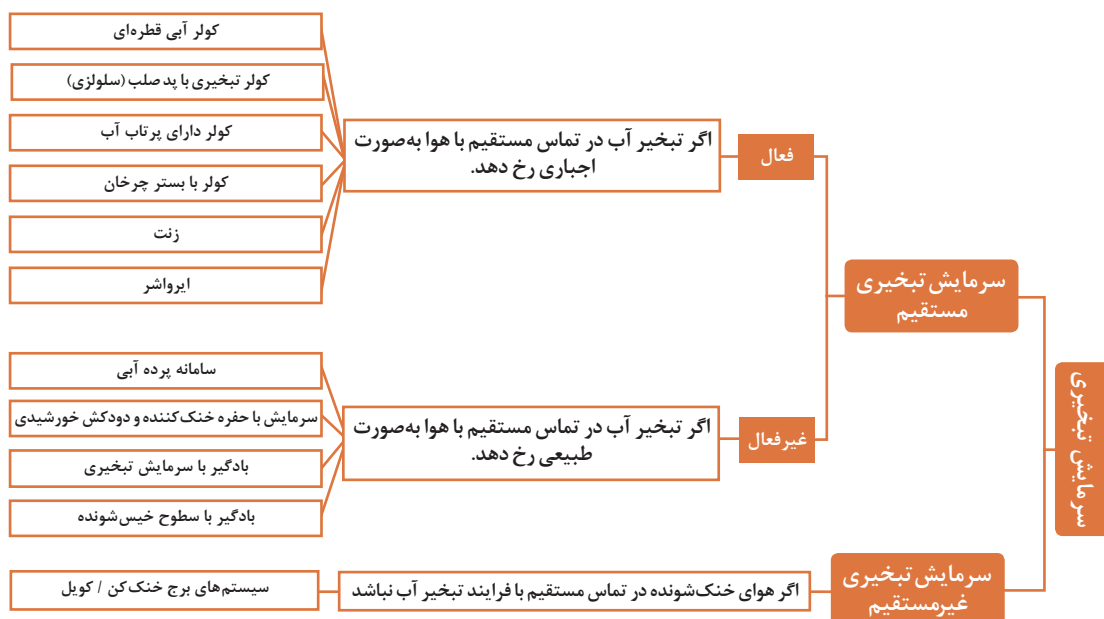 سرمایش تبخیری
سرمایش تبخیری
مستقیم
فعال
اگر تبخیر آب در تماس مستقیم با هوا به‌صورت
اجباری رخ دهد.
کولر آبی قطره‌ای
کولر تبخیری با پد صلب (سلولزی)
کولر دارای پرتاب آب
کولر با بستر چرخان
زنت
ایرواشر
غیرفعال
اگر تبخیر آب در تماس مستقیم با هوا به‌صورت
طبیعی رخ دهد.
سامانه پرده آبی
سرمایش با حفره خنک‌کننده و دودکش خورشیدی
بادگیر با سرمایش تبخیری
بادگیر با سطوح خیس‌شونده
سرمایش تبخیری
غیرمستقیم
اگر هوای خنک‌شونده در تماس مستقیم با فرایند تبخیر آب نباشد
سیستم‌های برج خنک‌کن / کویل